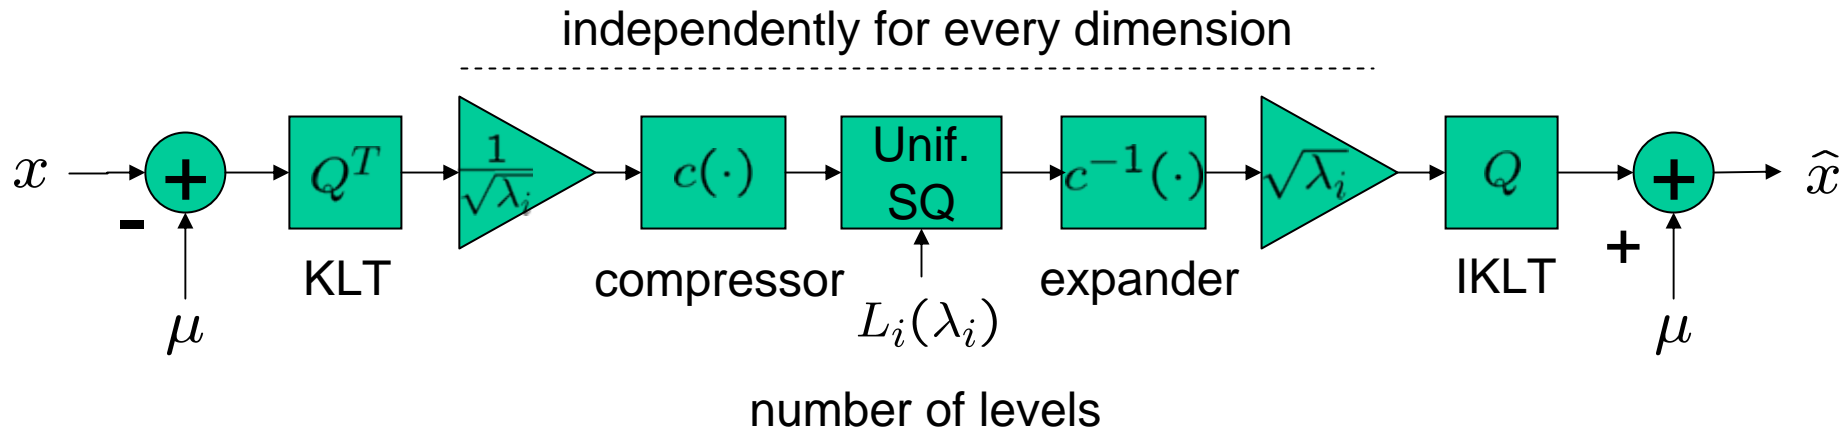 independently for every dimension
x + Q^T 1/√λ_i c(·) Unif. SQ c^{-1}(·) √λ_i Q + x̂
- +
KLT compressor expander IKLT
μ L_i(λ_i) μ
number of levels